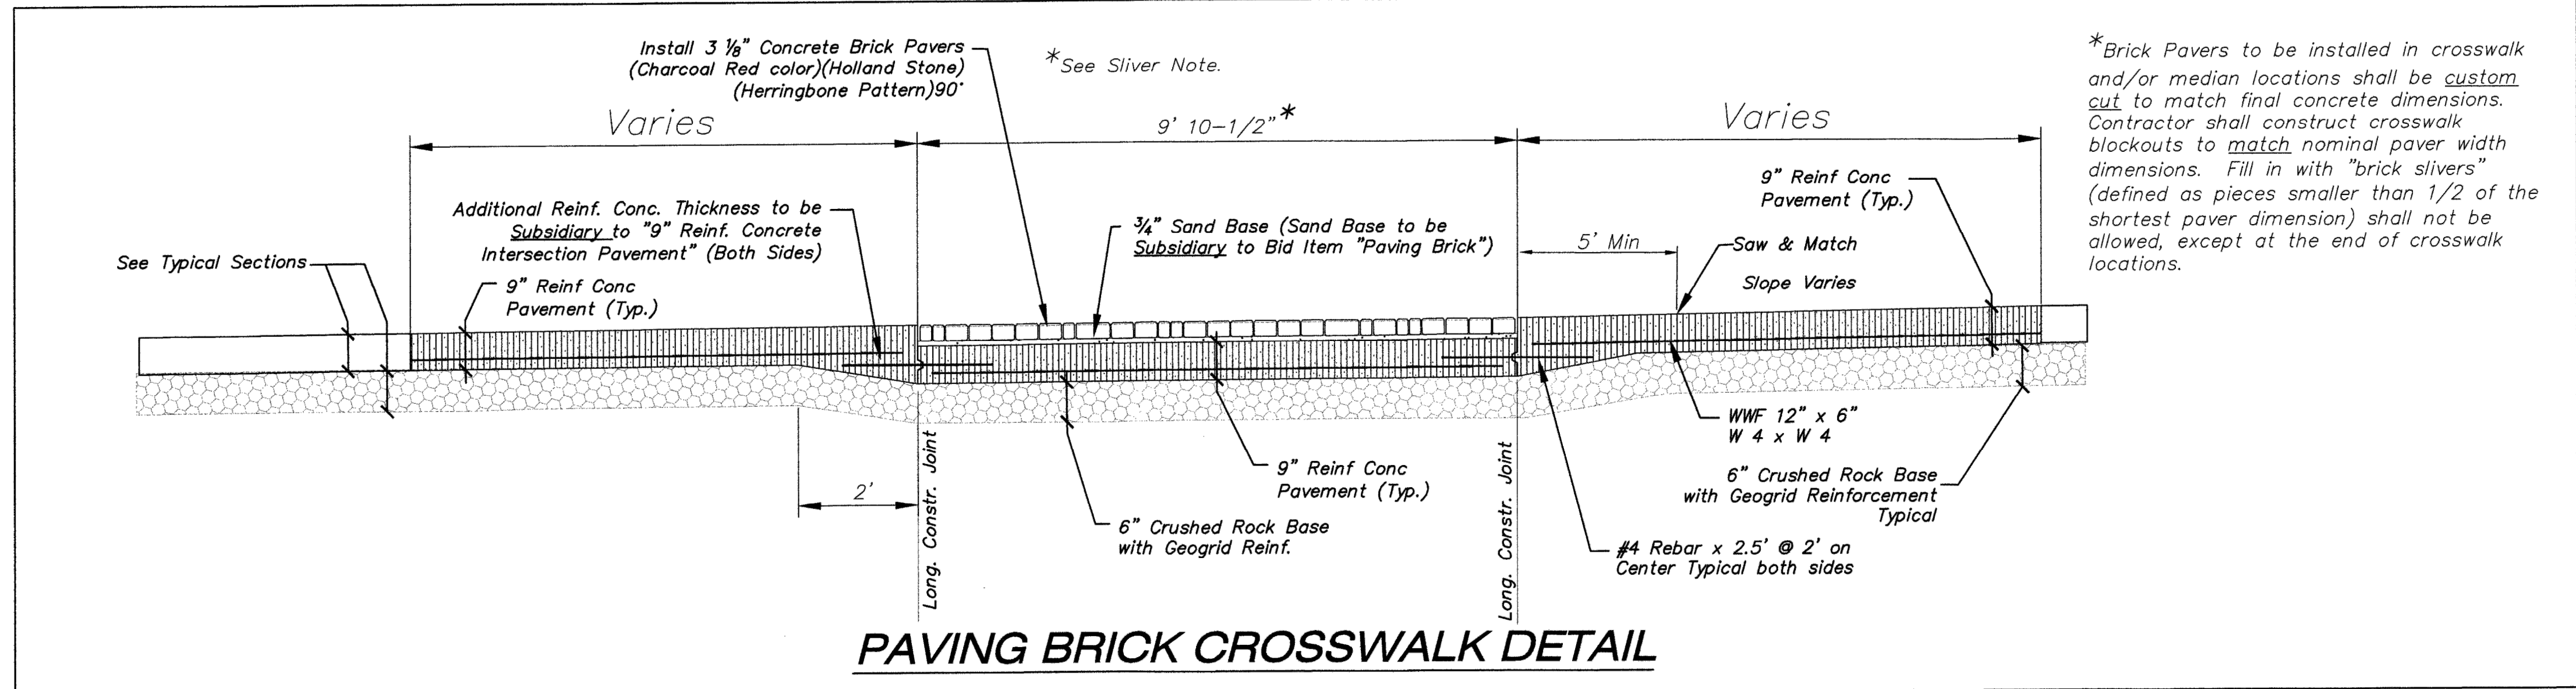 Install 3 ⅛" Concrete Brick Pavers
(Charcoal Red color)(Holland Stone)
(Herringbone Pattern)90°
*See Sliver Note.
*Brick Pavers to be installed in crosswalk
and/or median locations shall be custom
cut to match final concrete dimensions.
Contractor shall construct crosswalk
blockouts to match nominal paver width
dimensions. Fill in with "brick slivers"
(defined as pieces smaller than 1/2 of the
shortest paver dimension) shall not be
allowed, except at the end of crosswalk
locations.
Varies
9' 10-1/2"*
Varies
Additional Reinf. Conc. Thickness to be
Subsidiary to "9" Reinf. Concrete
Intersection Pavement" (Both Sides)
¾" Sand Base (Sand Base to be
Subsidiary to Bid Item "Paving Brick")
9" Reinf Conc
Pavement (Typ.)
5' Min
Saw & Match
Slope Varies
See Typical Sections
9" Reinf Conc
Pavement (Typ.)
WWF 12" x 6"
W 4 x W 4
2'
Long. Constr. Joint
9" Reinf Conc
Pavement (Typ.)
6" Crushed Rock Base
with Geogrid Reinf.
Long. Constr. Joint
6" Crushed Rock Base
with Geogrid Reinforcement
Typical
#4 Rebar x 2.5' @ 2' on
Center Typical both sides
PAVING BRICK CROSSWALK DETAIL